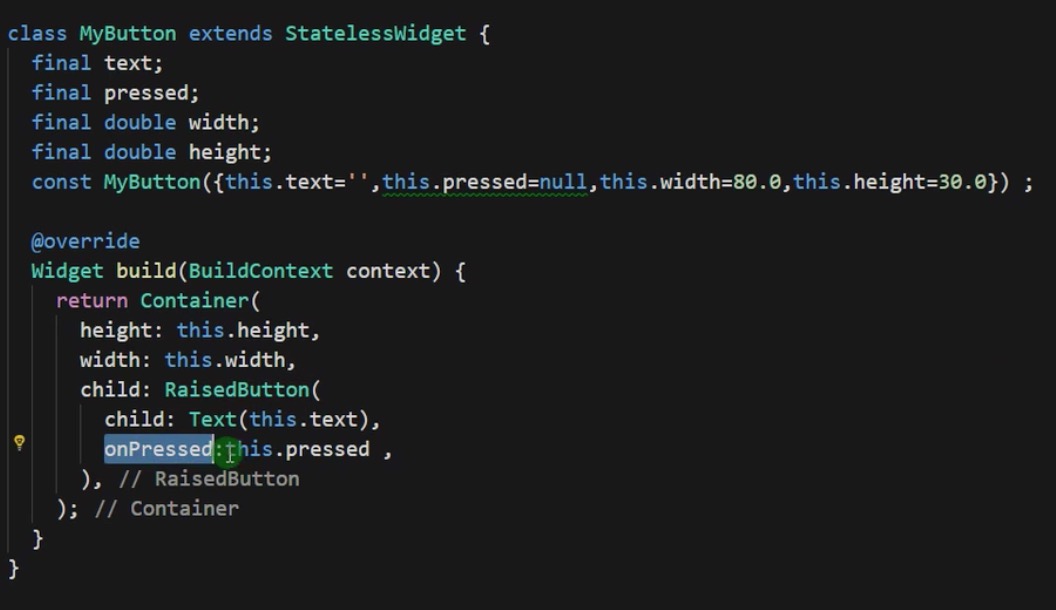 class MyButton extends StatelessWidget {
final text;
final pressed;
final double width;
final double height;
const MyButton({this.text='',this.pressed=null,this.width=80.0,this.height=30.0}) ;
@override
Widget build(BuildContext context) {
return Container(
height: this.height,
width: this.width,
child: RaisedButton(
child: Text(this.text),
onPressed:this.pressed ,
), // RaisedButton
); // Container
}
}